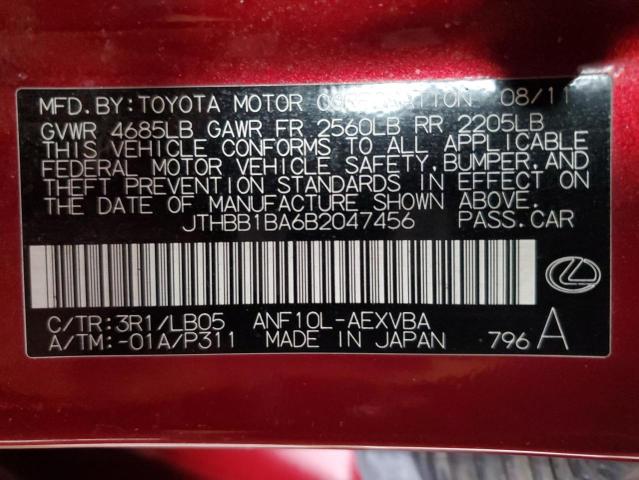 MFD.BY:TOYOTA MOTOR CORPORATION 08/11
GVWR 4685LB GAWR FR 2560LB RR 2205LB
THIS VEHICLE CONFORMS TO ALL APPLICABLE
FEDERAL MOTOR VEHICLE SAFETY, BUMPER, AND
THEFT PREVENTION STANDARDS IN EFFECT ON
THE DATE OF MANUFACTURE SHOWN ABOVE.
JTHBB1BA6B2047456 PASS.CAR
C/TR:3R1/LB05 ANF10L-AEXVBA
A/TM:-01A/P311 MADE IN JAPAN 796 A